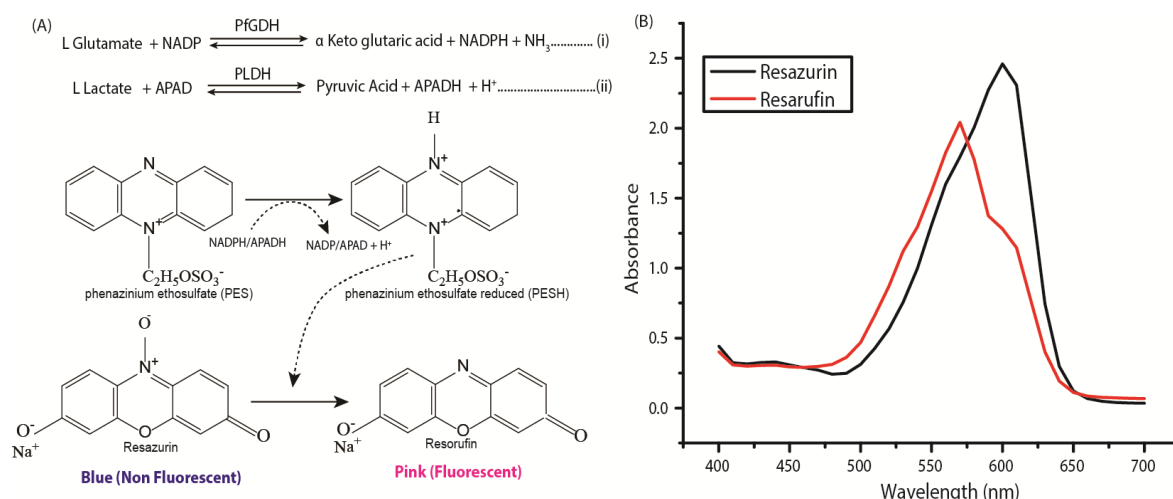 (A)
PfGDH
L Glutamate + NADP α Keto glutaric acid + NADPH + NH3............ (i)
PLDH
L Lactate + APAD Pyruvic Acid + APADH + H+............................(ii)
H
N N+
N+ N+
NADPH/APADH NADP/APAD + H+
C2H5OSO3- C2H5OSO3-
phenazinium ethosulfate (PES) phenazinium ethosulfate reduced (PESH)
O-
N+ N
O- O O O- O O
Na+ Resazurin Na+ Resorufin
Blue (Non Fluorescent) Pink (Fluorescent)
(B)
Resazurin
Resarufin
Absorbance
2.5
2.0
1.5
1.0
0.5
0.0
400 450 500 550 600 650 700
Wavelength (nm)